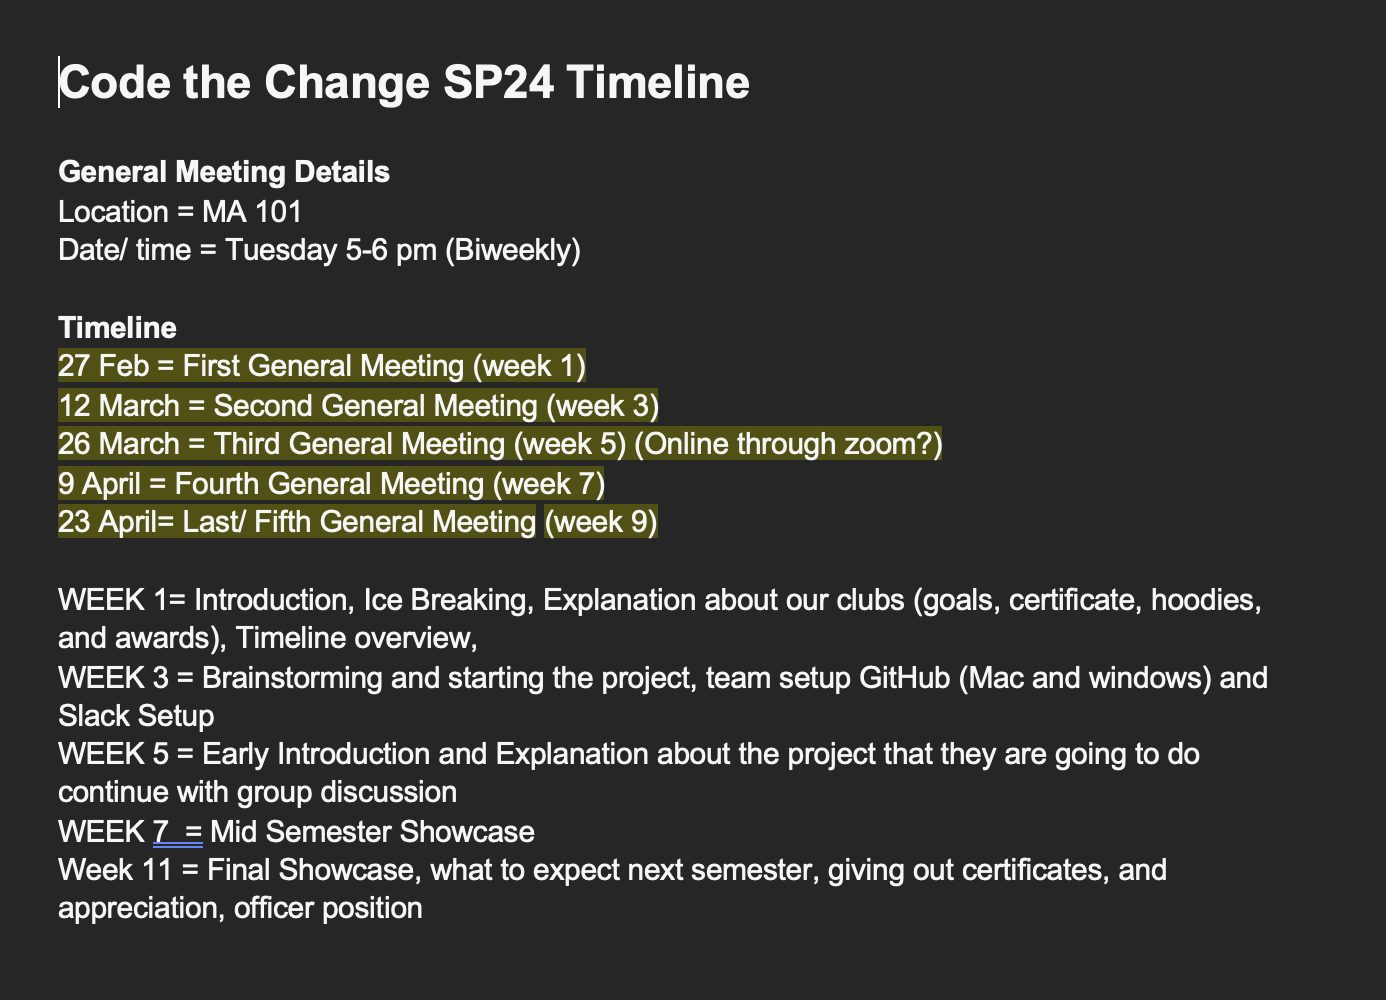 Code the Change SP24 Timeline
General Meeting Details
Location = MA 101
Date/ time = Tuesday 5-6 pm (Biweekly)
Timeline
27 Feb = First General Meeting (week 1)
12 March = Second General Meeting (week 3)
26 March = Third General Meeting (week 5) (Online through zoom?)
9 April = Fourth General Meeting (week 7)
23 April= Last/ Fifth General Meeting (week 9)
WEEK 1= Introduction, Ice Breaking, Explanation about our clubs (goals, certificate, hoodies,
and awards), Timeline overview,
WEEK 3 = Brainstorming and starting the project, team setup GitHub (Mac and windows) and
Slack Setup
WEEK 5 = Early Introduction and Explanation about the project that they are going to do
continue with group discussion
WEEK 7  = Mid Semester Showcase
Week 11 = Final Showcase, what to expect next semester, giving out certificates, and
appreciation, officer position